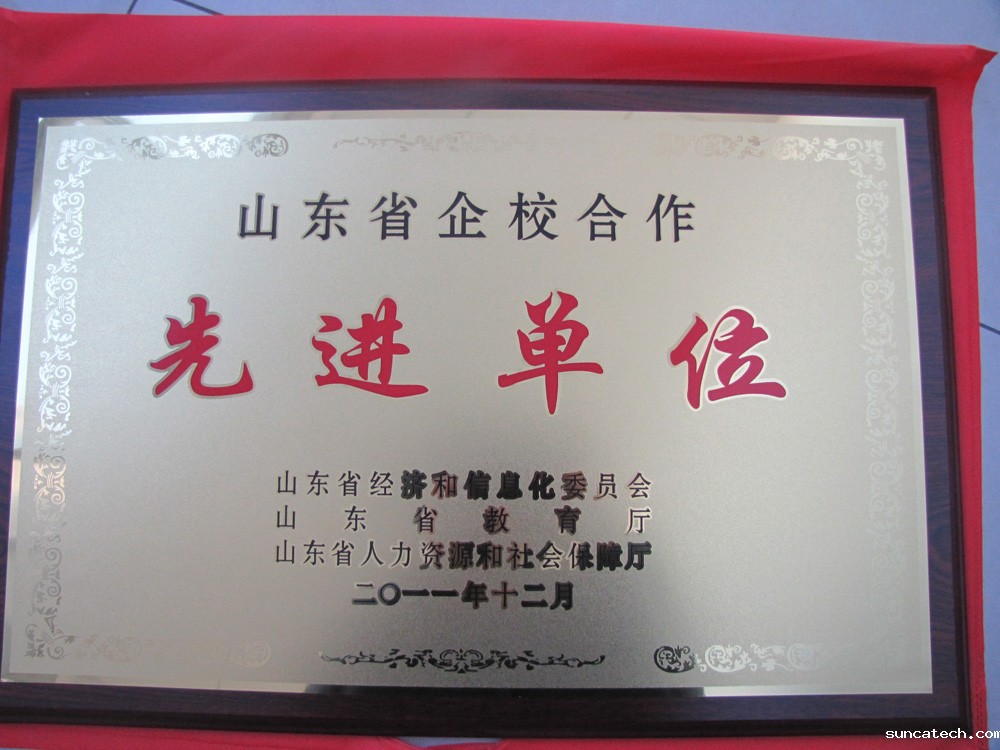 山东省企校合作
先进单位
山东省经济和信息化委员会
山东省教育厅
山东省人力资源和社会保障厅
二〇一一年十二月
suncatech.com